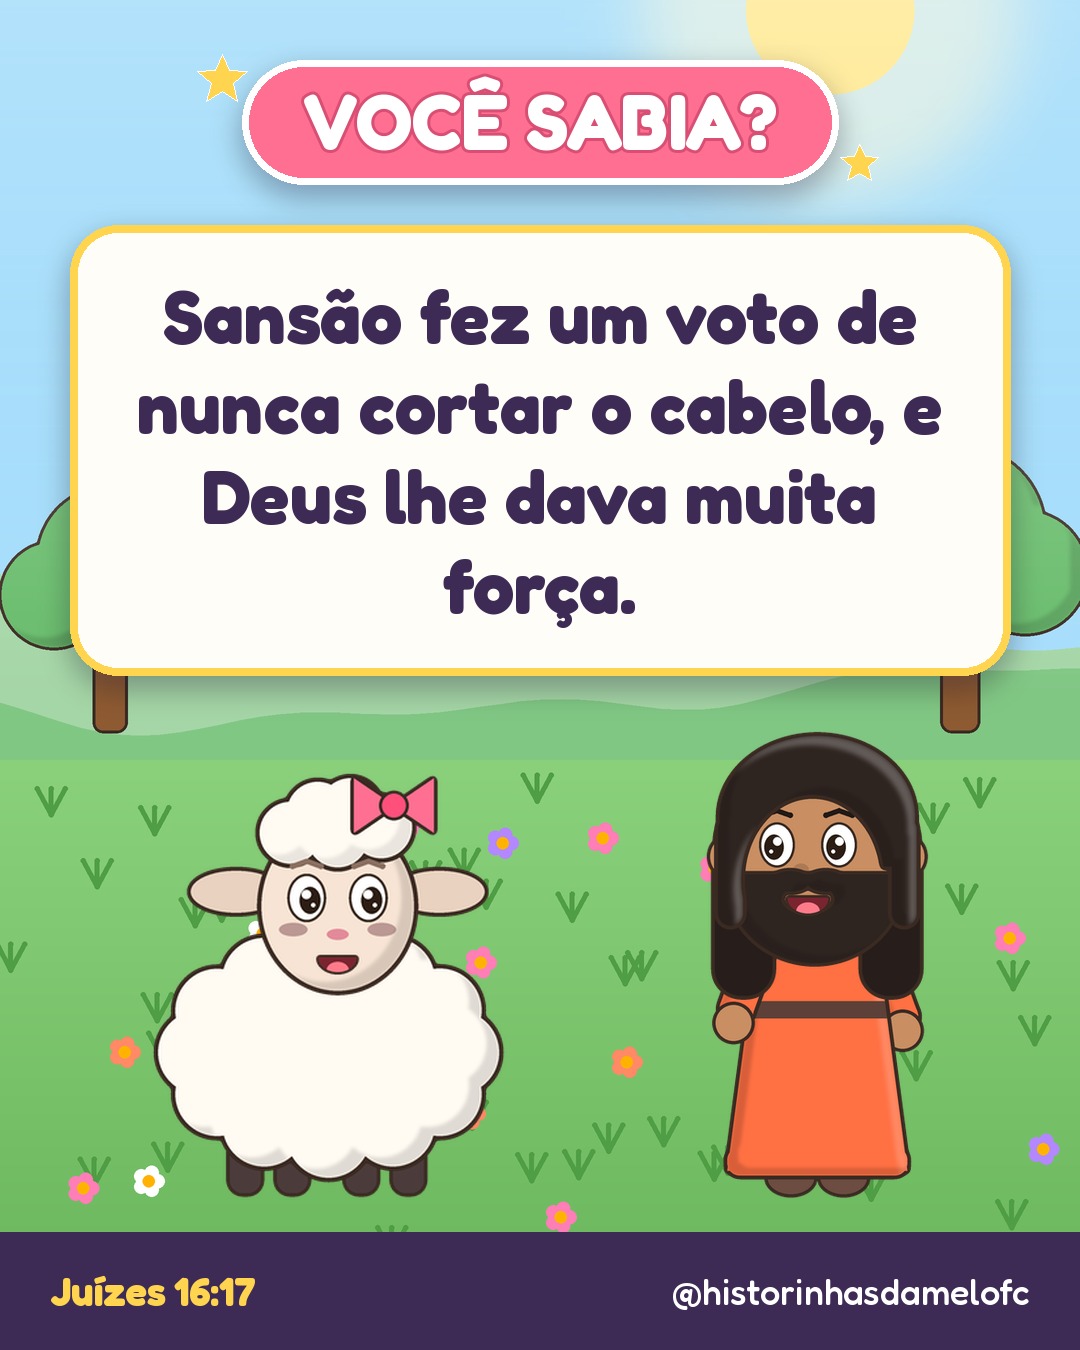 VOCÊ SABIA?
Sansão fez um voto de
nunca cortar o cabelo, e
Deus lhe dava muita
força.
Juízes 16:17
@historinhasdamelofc